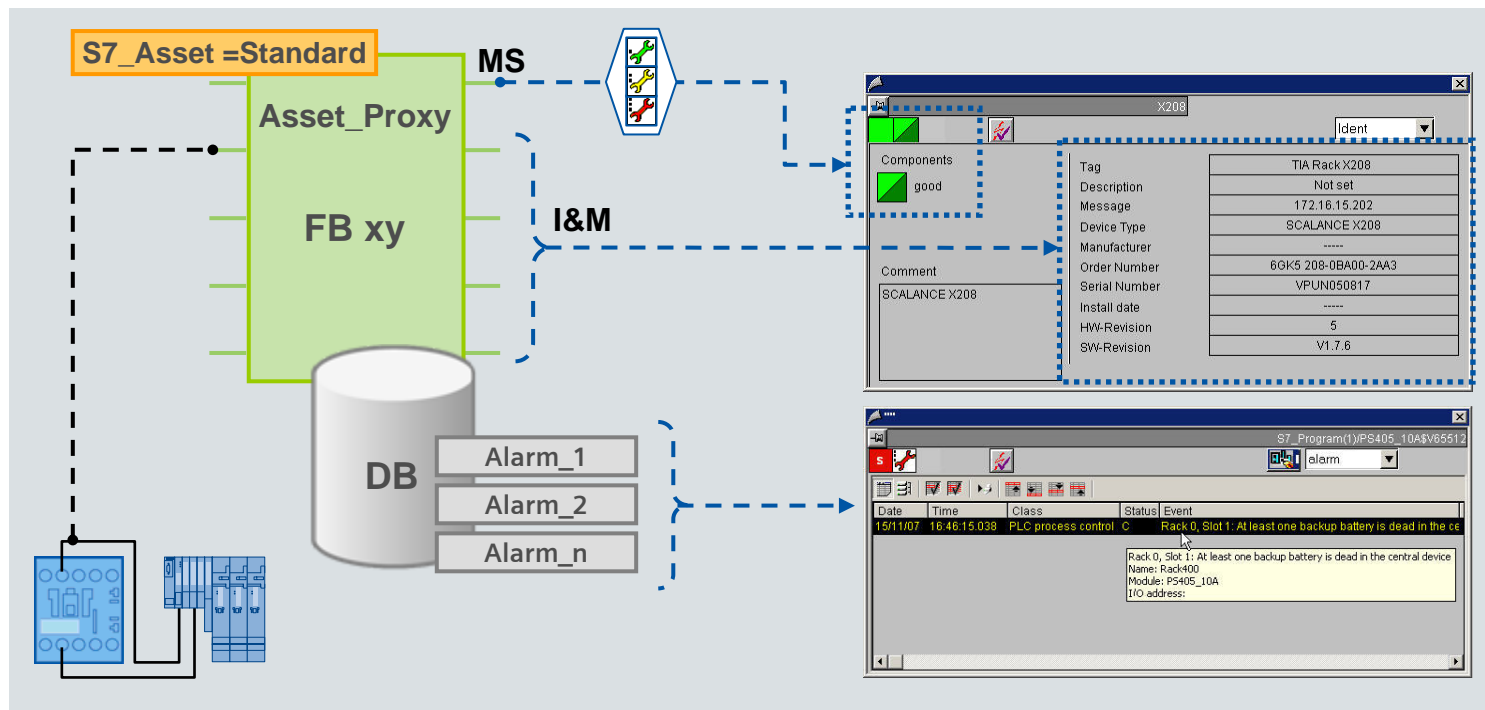 S7_Asset =Standard
MS
Asset_Proxy
FB xy
I&M
DB
Alarm_1
Alarm_2
Alarm_n
X208
Ident
Components
good
Comment
SCALANCE X208
Tag TIA Rack X208
Description Not set
Message 172.16.15.202
Device Type SCALANCE X208
Manufacturer -----
Order Number 6GK5 208-0BA00-2AA3
Serial Number VPUN050817
Install date -----
HW-Revision 5
SW-Revision V1.7.6
S7_Program(1)/PS405_10A$V65512
S
alarm
Date Time Class Status Event
15/11/07 16:46:15.038 PLC process control C Rack 0, Slot 1: At least one backup battery is dead in the ce
Rack 0, Slot 1: At least one backup battery is dead in the central device
Name: Rack400
Module: PS405_10A
I/O address: